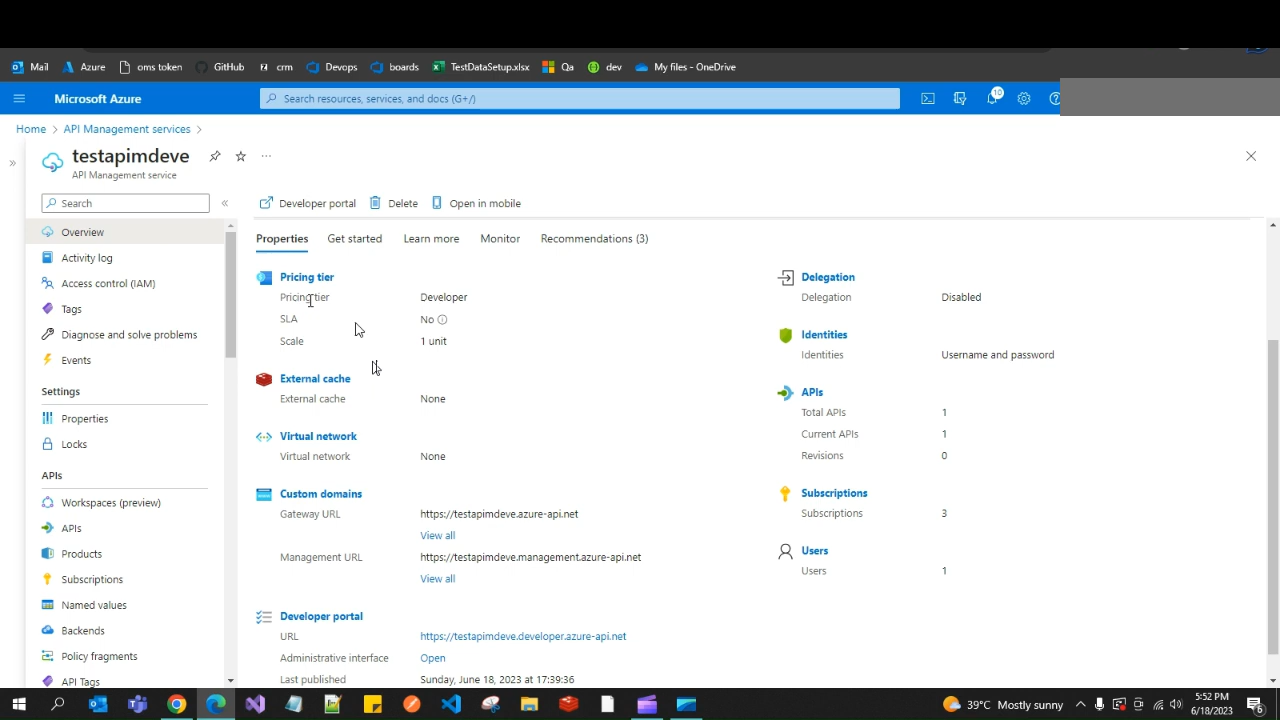 Mail Azure oms token GitHub crm Devops boards TestDataSetup.xlsx Qa dev My files - OneDrive
Microsoft Azure Search resources, services, and docs (G+/) 10
Home > API Management services >
testapimdeve
API Management service
Search
Developer portal Delete Open in mobile
Overview
Activity log
Access control (IAM)
Tags
Diagnose and solve problems
Events
Settings
Properties
Locks
APIs
Workspaces (preview)
APIs
Products
Subscriptions
Named values
Backends
Policy fragments
API Tags
Properties Get started Learn more Monitor Recommendations (3)
Pricing tier
Pricing tier Developer
SLA No
Scale 1 unit
External cache
External cache None
Virtual network
Virtual network None
Custom domains
Gateway URL https://testapimdeve.azure-api.net
View all
Management URL https://testapimdeve.management.azure-api.net
View all
Developer portal
URL https://testapimdeve.developer.azure-api.net
Administrative interface Open
Last published Sunday, June 18, 2023 at 17:39:36
Delegation
Delegation Disabled
Identities
Identities Username and password
APIs
Total APIs 1
Current APIs 1
Revisions 0
Subscriptions
Subscriptions 3
Users
Users 1
39°C Mostly sunny
5:52 PM
6/18/2023
6